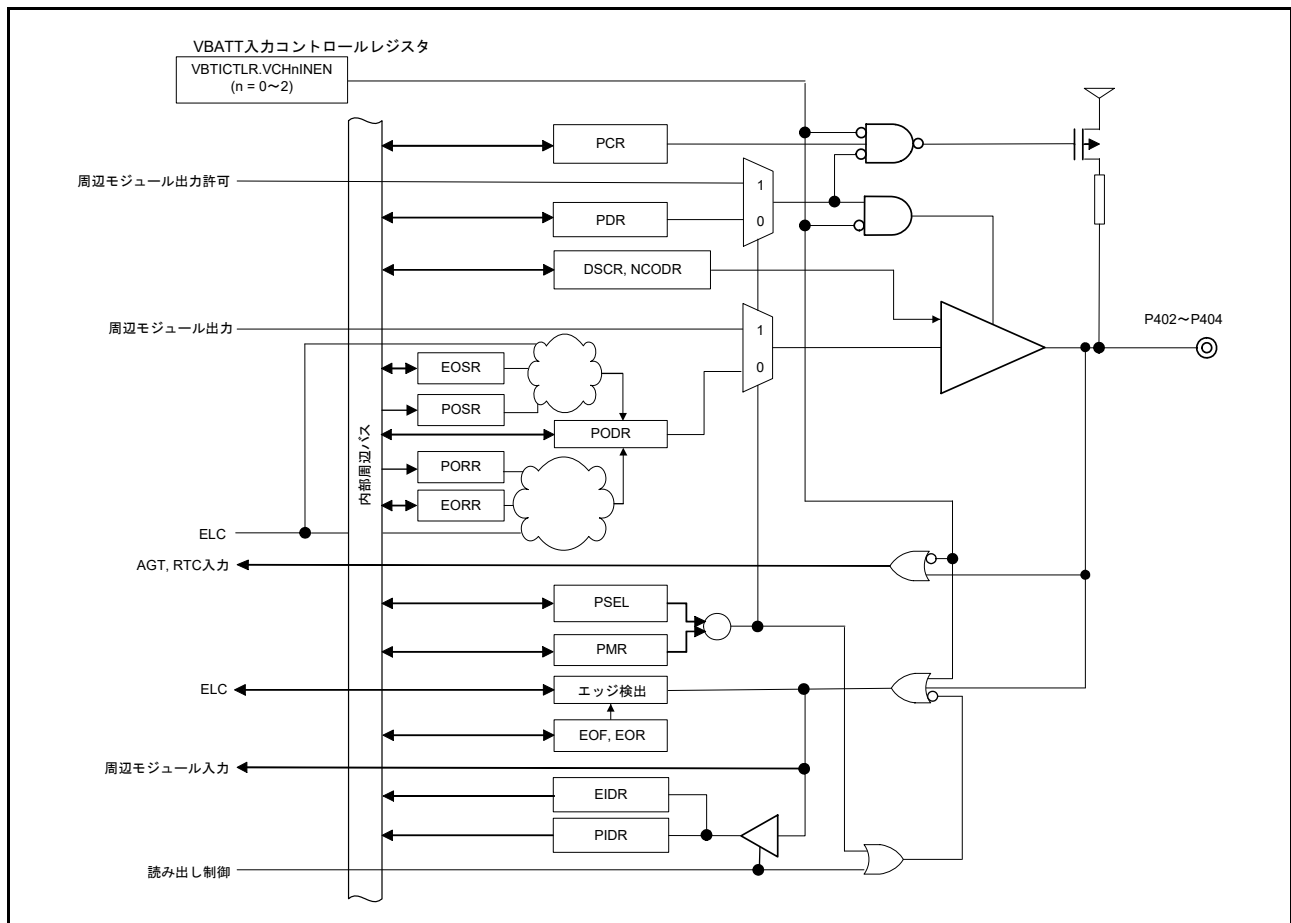 VBATT入力コントロールレジスタ
VBTICTLR.VCHnINEN
(n = 0～2)
PCR
周辺モジュール出力許可
1
PDR
0
DSCR, NCODR
周辺モジュール出力
1
P402～P404
EOSR
0
POSR
PODR
内部周辺バス
PORR
EORR
ELC
AGT, RTC入力
PSEL
PMR
ELC
エッジ検出
EOF, EOR
周辺モジュール入力
EIDR
PIDR
読み出し制御